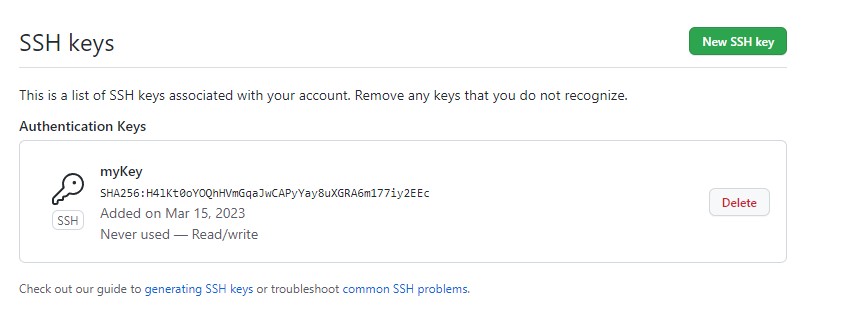 SSH keys
New SSH key
This is a list of SSH keys associated with your account. Remove any keys that you do not recognize.
Authentication Keys
myKey
SHA256:H4lKt0oYOQhHVmGqaJwCAPyYay8uXGRA6m177iy2EEc
Added on Mar 15, 2023
Never used — Read/write
SSH
Delete
Check out our guide to generating SSH keys or troubleshoot common SSH problems.